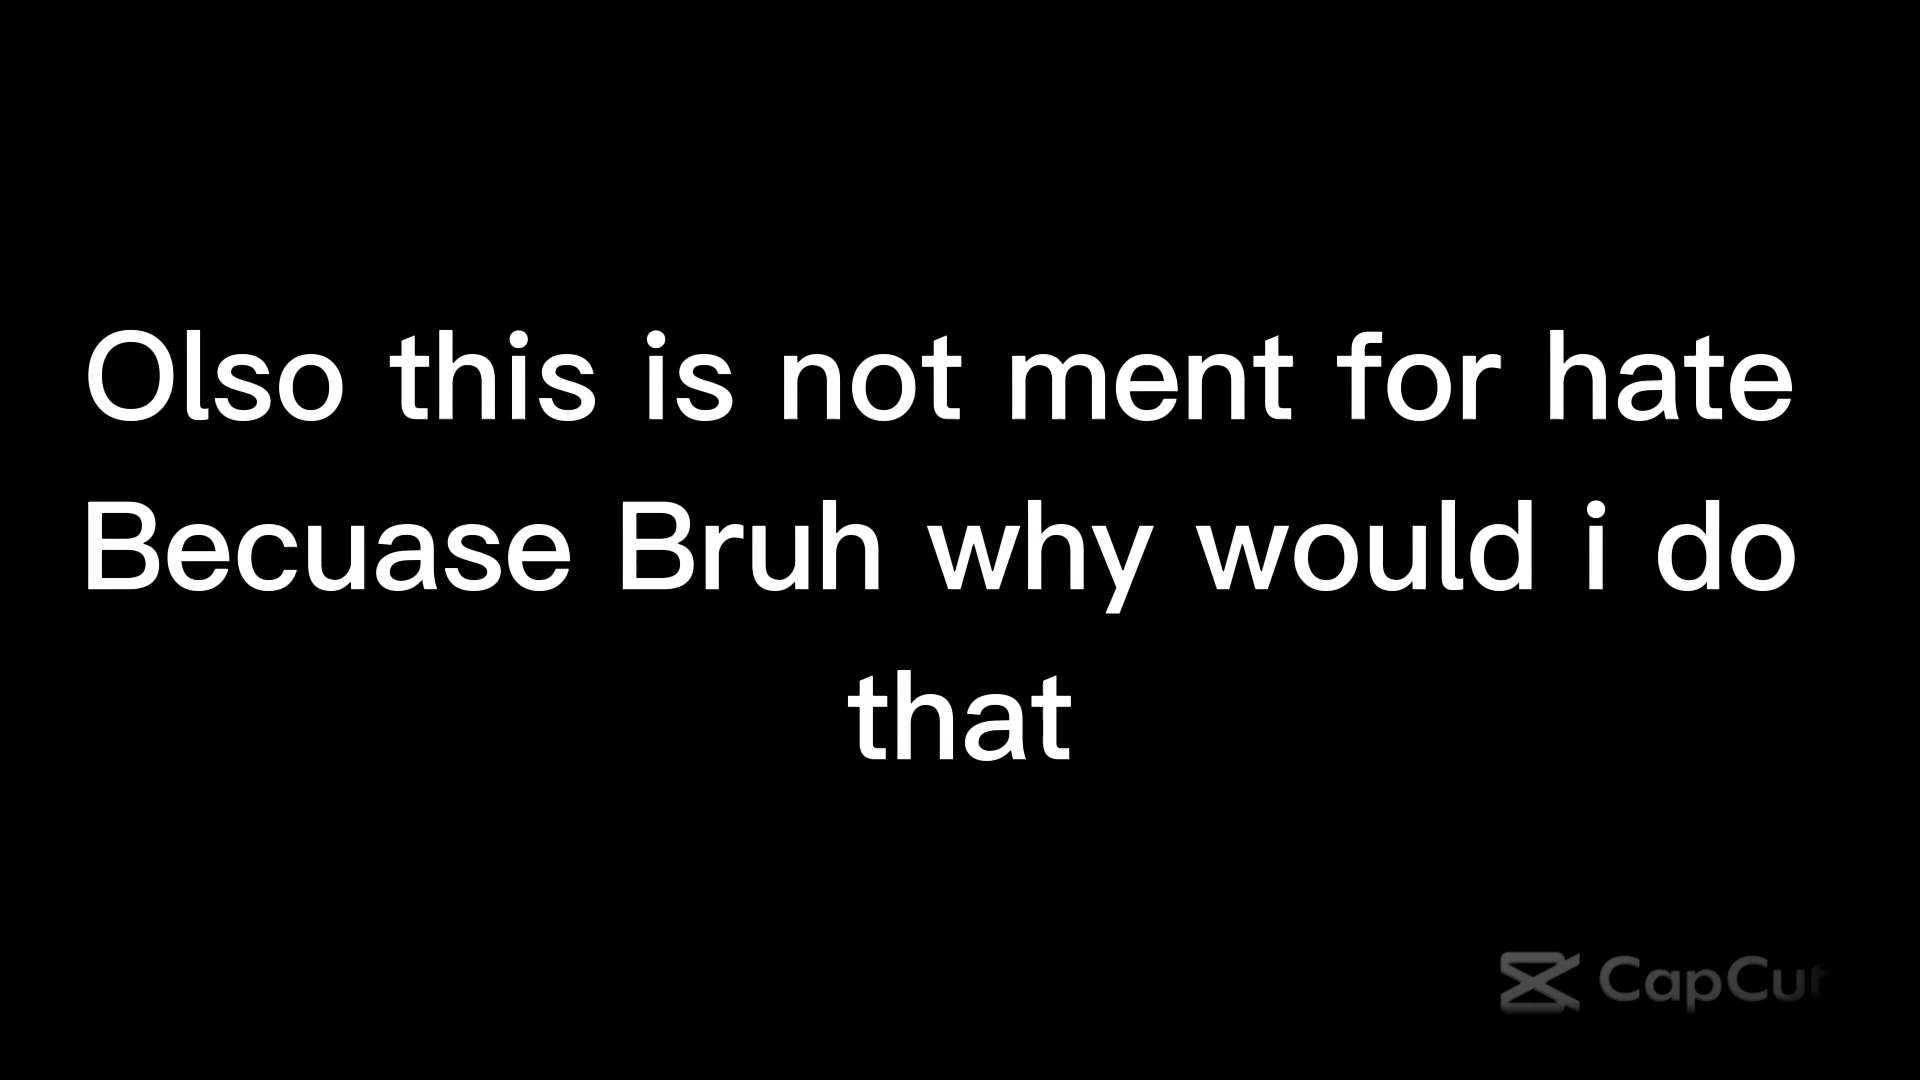 Olso this is not ment for hate
Becuase Bruh why would i do
that
CapCut